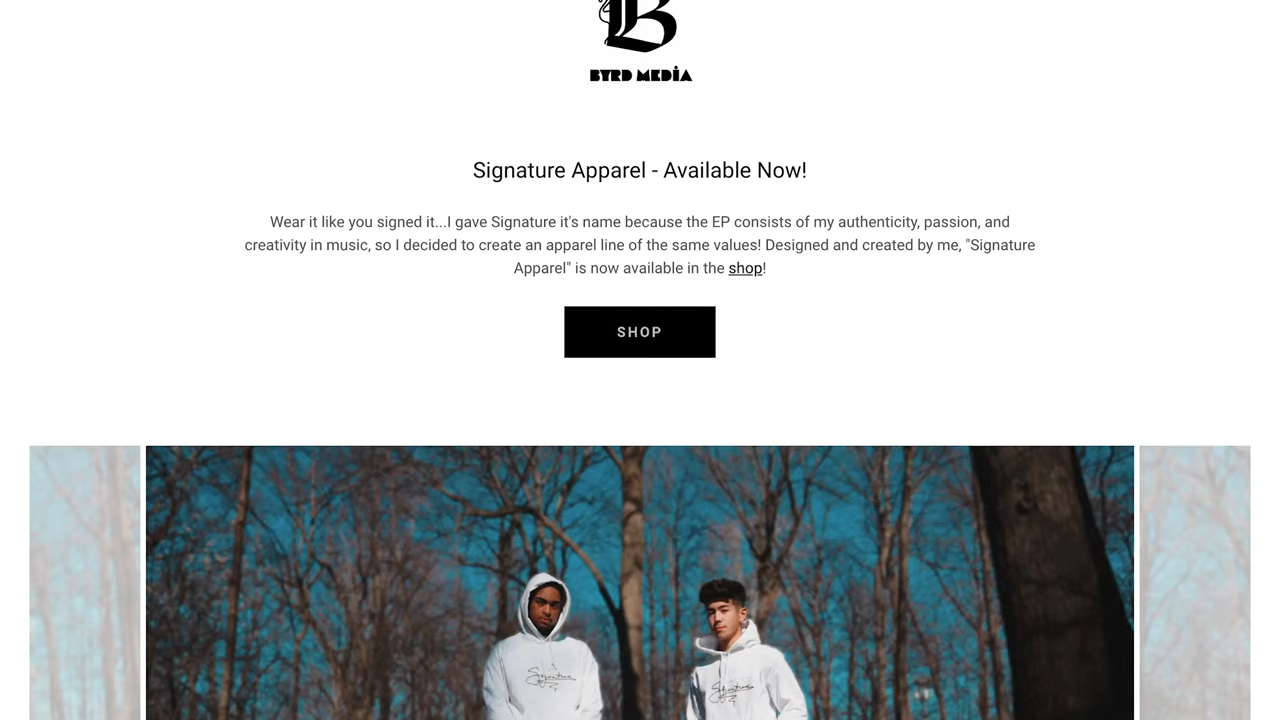 B
BYRD MEDIA
Signature Apparel - Available Now!
Wear it like you signed it...I gave Signature it's name because the EP consists of my authenticity, passion, and
creativity in music, so I decided to create an apparel line of the same values! Designed and created by me, "Signature
Apparel" is now available in the shop!
SHOP
Signature
Signature